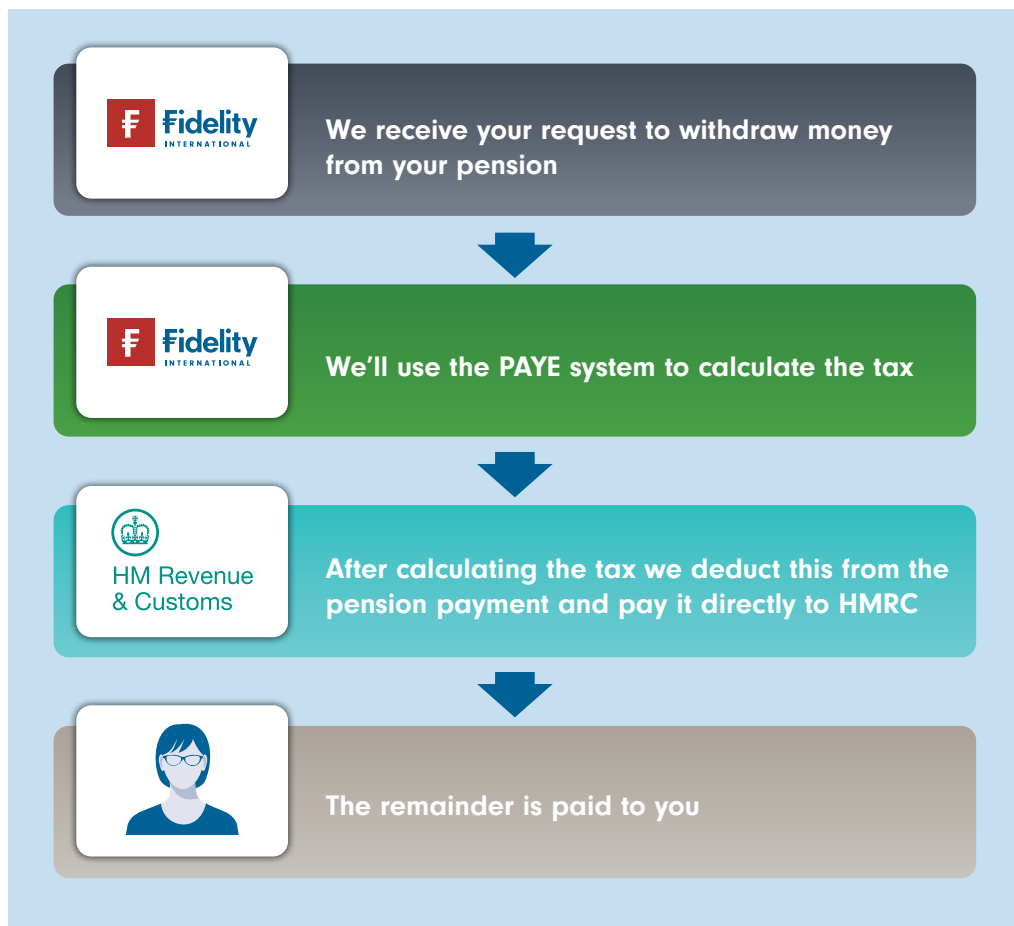 Fidelity
INTERNATIONAL
We receive your request to withdraw money
from your pension
Fidelity
INTERNATIONAL
We'll use the PAYE system to calculate the tax
HM Revenue
& Customs
After calculating the tax we deduct this from the
pension payment and pay it directly to HMRC
The remainder is paid to you